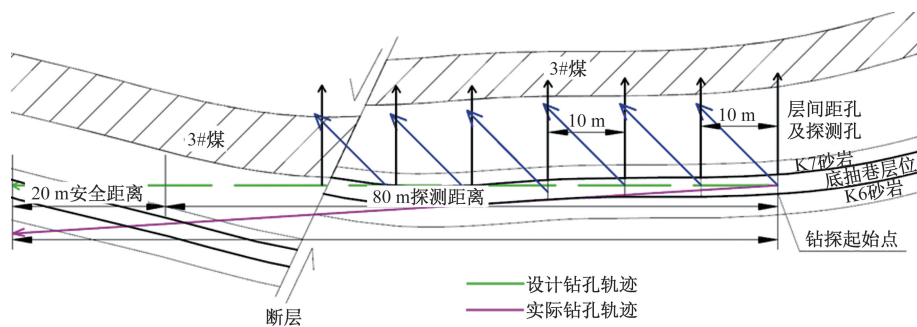 3#煤
3#煤
10 m
10 m
层间距孔
及探测孔
K7砂岩
底抽巷层位
K6砂岩
20 m安全距离
80 m探测距离
钻探起始点
设计钻孔轨迹
实际钻孔轨迹
断层